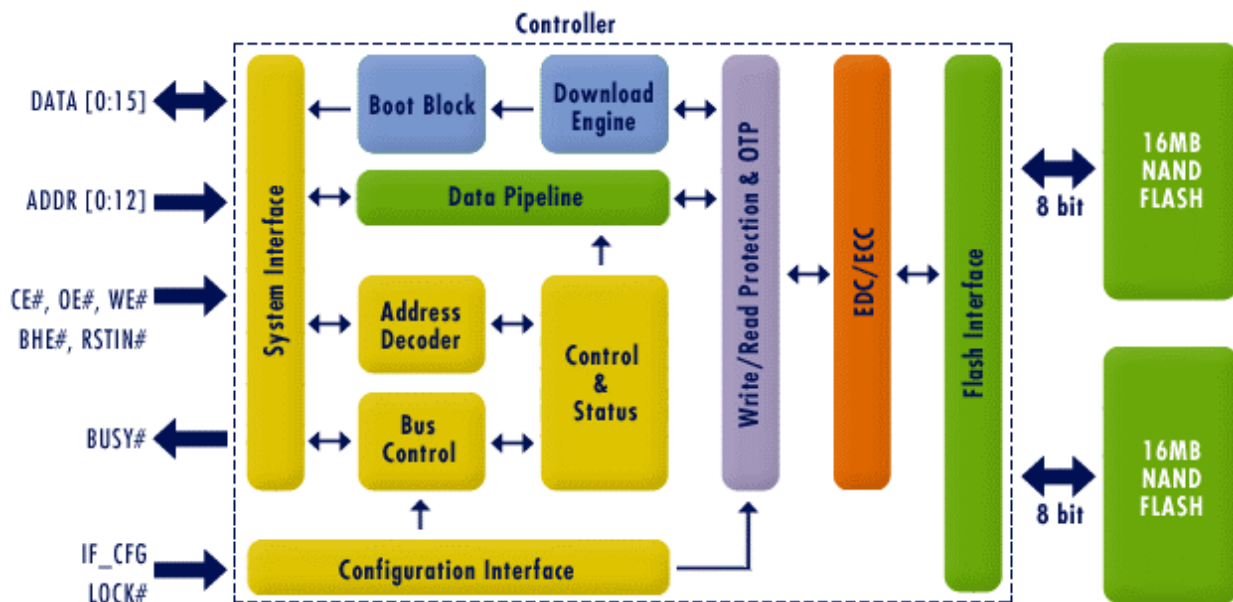 Controller
DATA [0:15]
ADDR [0:12]
CE#, OE#, WE#
BHE#, RSTIN#
BUSY#
IF_CFG
LOCK#
System Interface
Boot Block
Download
Engine
Data Pipeline
Address
Decoder
Bus
Control
Control
&
Status
Configuration Interface
Write/Read Protection & OTP
EDC/ECC
Flash Interface
8 bit
16MB
NAND
FLASH
8 bit
16MB
NAND
FLASH